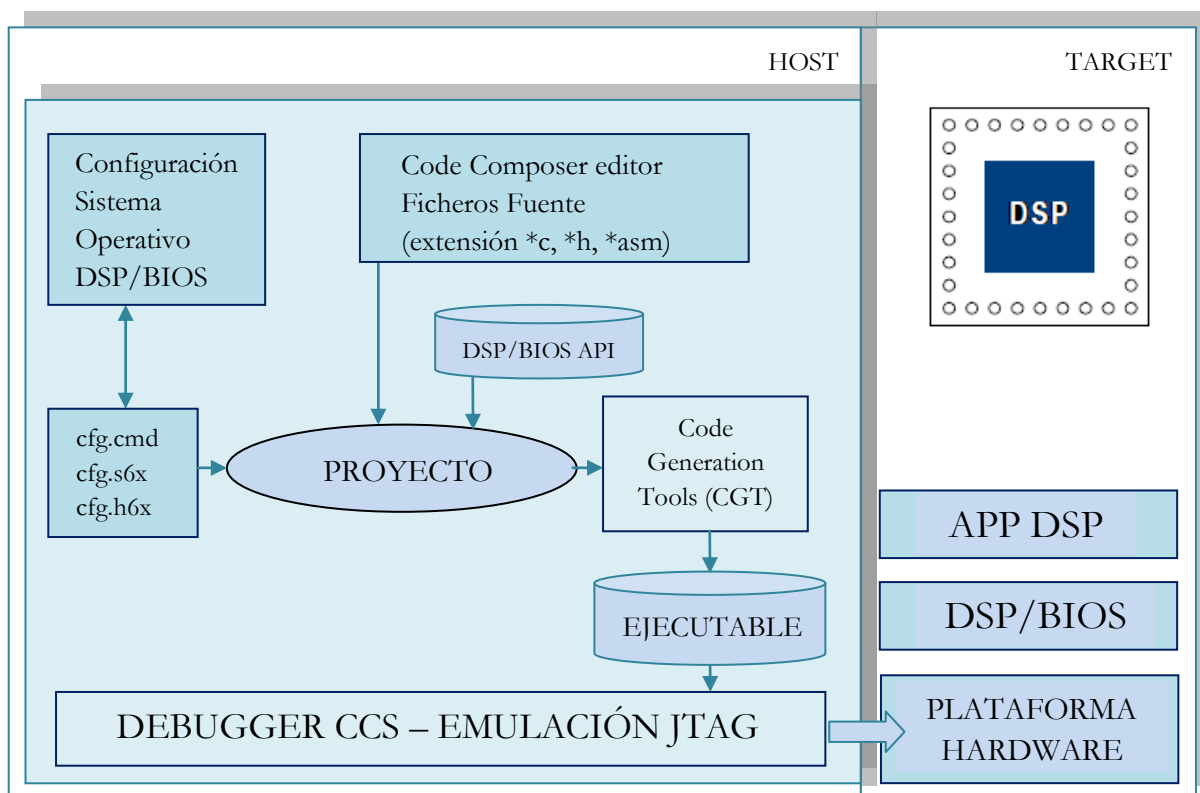 HOST
TARGET
Configuración
Sistema
Operativo
DSP/BIOS
Code Composer editor
Ficheros Fuente
(extensión *c, *h, *asm)
DSP
DSP/BIOS API
cfg.cmd
cfg.s6x
cfg.h6x
PROYECTO
Code
Generation
Tools (CGT)
APP DSP
EJECUTABLE
DSP/BIOS
DEBUGGER CCS – EMULACIÓN JTAG
PLATAFORMA
HARDWARE